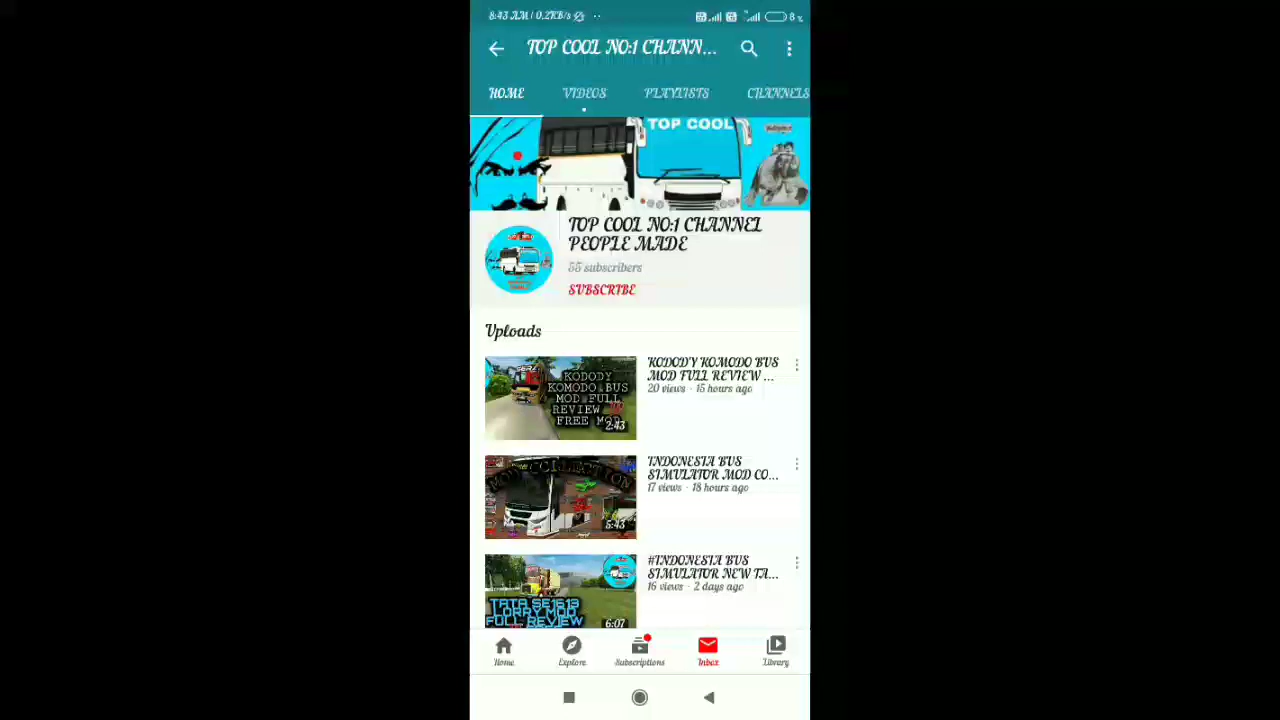 8:43 AM / 0.2KB/s
8 %
TOP COOL NO:1 CHANN...
HOME
VIDEOS
PLAYLISTS
CHANNELS
TOP COOL
TOP COOL NO:1 CHANNEL
PEOPLE MADE
55 subscribers
SUBSCRIBE
Uploads
KODODY
KOMODO BUS
MOD FULL
REVIEW
FREE MOD
2:43
KODODY KOMODO BUS
MOD FULL REVIEW ...
20 views · 15 hours ago
MOD COLLECTION
5:43
INDONESIA BUS
SIMULATOR MOD CO...
17 views · 18 hours ago
TATA SE1613
LORRY MOD
FULL REVIEW
6:07
#INDONESIA BUS
SIMULATOR NEW TA...
16 views · 2 days ago
Home
Explore
Subscriptions
Inbox
Library